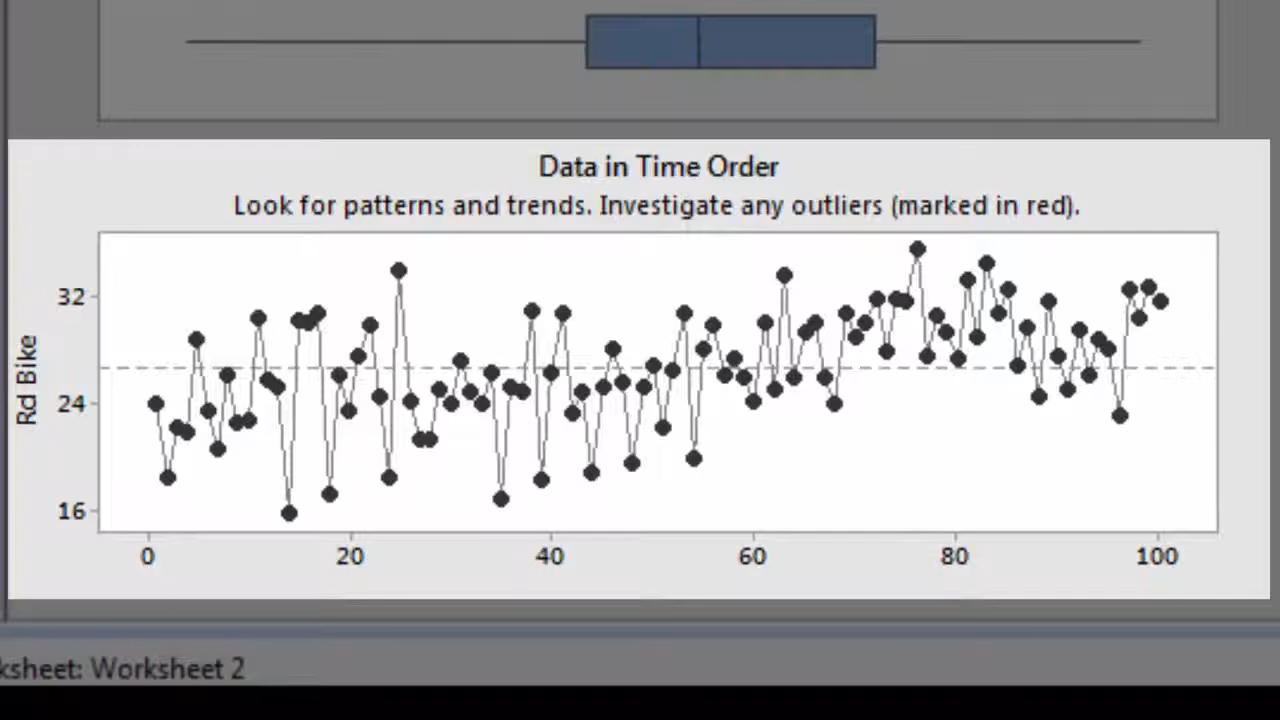 Data in Time Order
Look for patterns and trends. Investigate any outliers (marked in red).
32
24
16
Rd Bike
0 20 40 60 80 100
ksheet: Worksheet 2